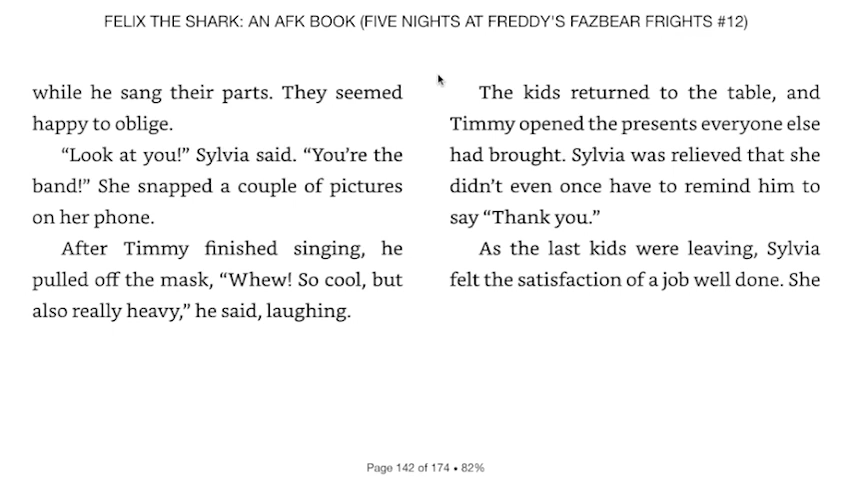 FELIX THE SHARK: AN AFK BOOK (FIVE NIGHTS AT FREDDY'S FAZBEAR FRIGHTS #12)
while he sang their parts. They seemed
happy to oblige.
“Look at you!” Sylvia said. “You’re the
band!” She snapped a couple of pictures
on her phone.
After Timmy finished singing, he
pulled off the mask, “Whew! So cool, but
also really heavy,” he said, laughing.
The kids returned to the table, and
Timmy opened the presents everyone else
had brought. Sylvia was relieved that she
didn’t even once have to remind him to
say “Thank you.”
As the last kids were leaving, Sylvia
felt the satisfaction of a job well done. She
Page 142 of 174 • 82%